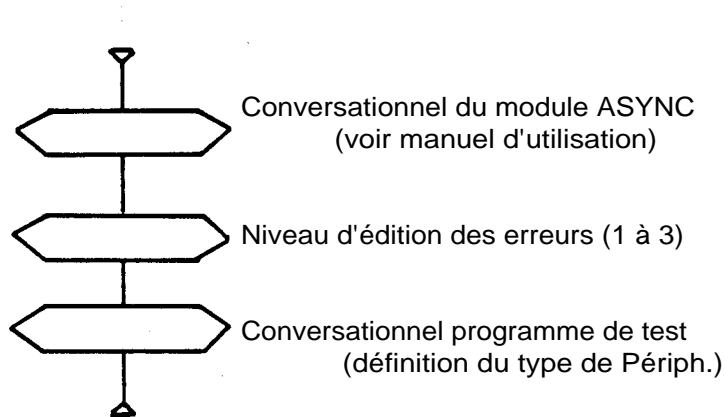 Conversationnel du module ASYNC
(voir manuel d'utilisation)
Niveau d'édition des erreurs (1 à 3)
Conversationnel programme de test
(définition du type de Périph.)